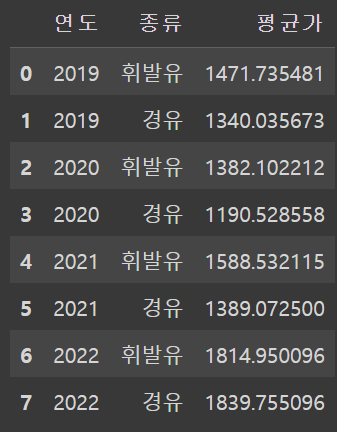 연도 종류 평균가
0 2019 휘발유 1471.735481
1 2019 경유 1340.035673
2 2020 휘발유 1382.102212
3 2020 경유 1190.528558
4 2021 휘발유 1588.532115
5 2021 경유 1389.072500
6 2022 휘발유 1814.950096
7 2022 경유 1839.755096